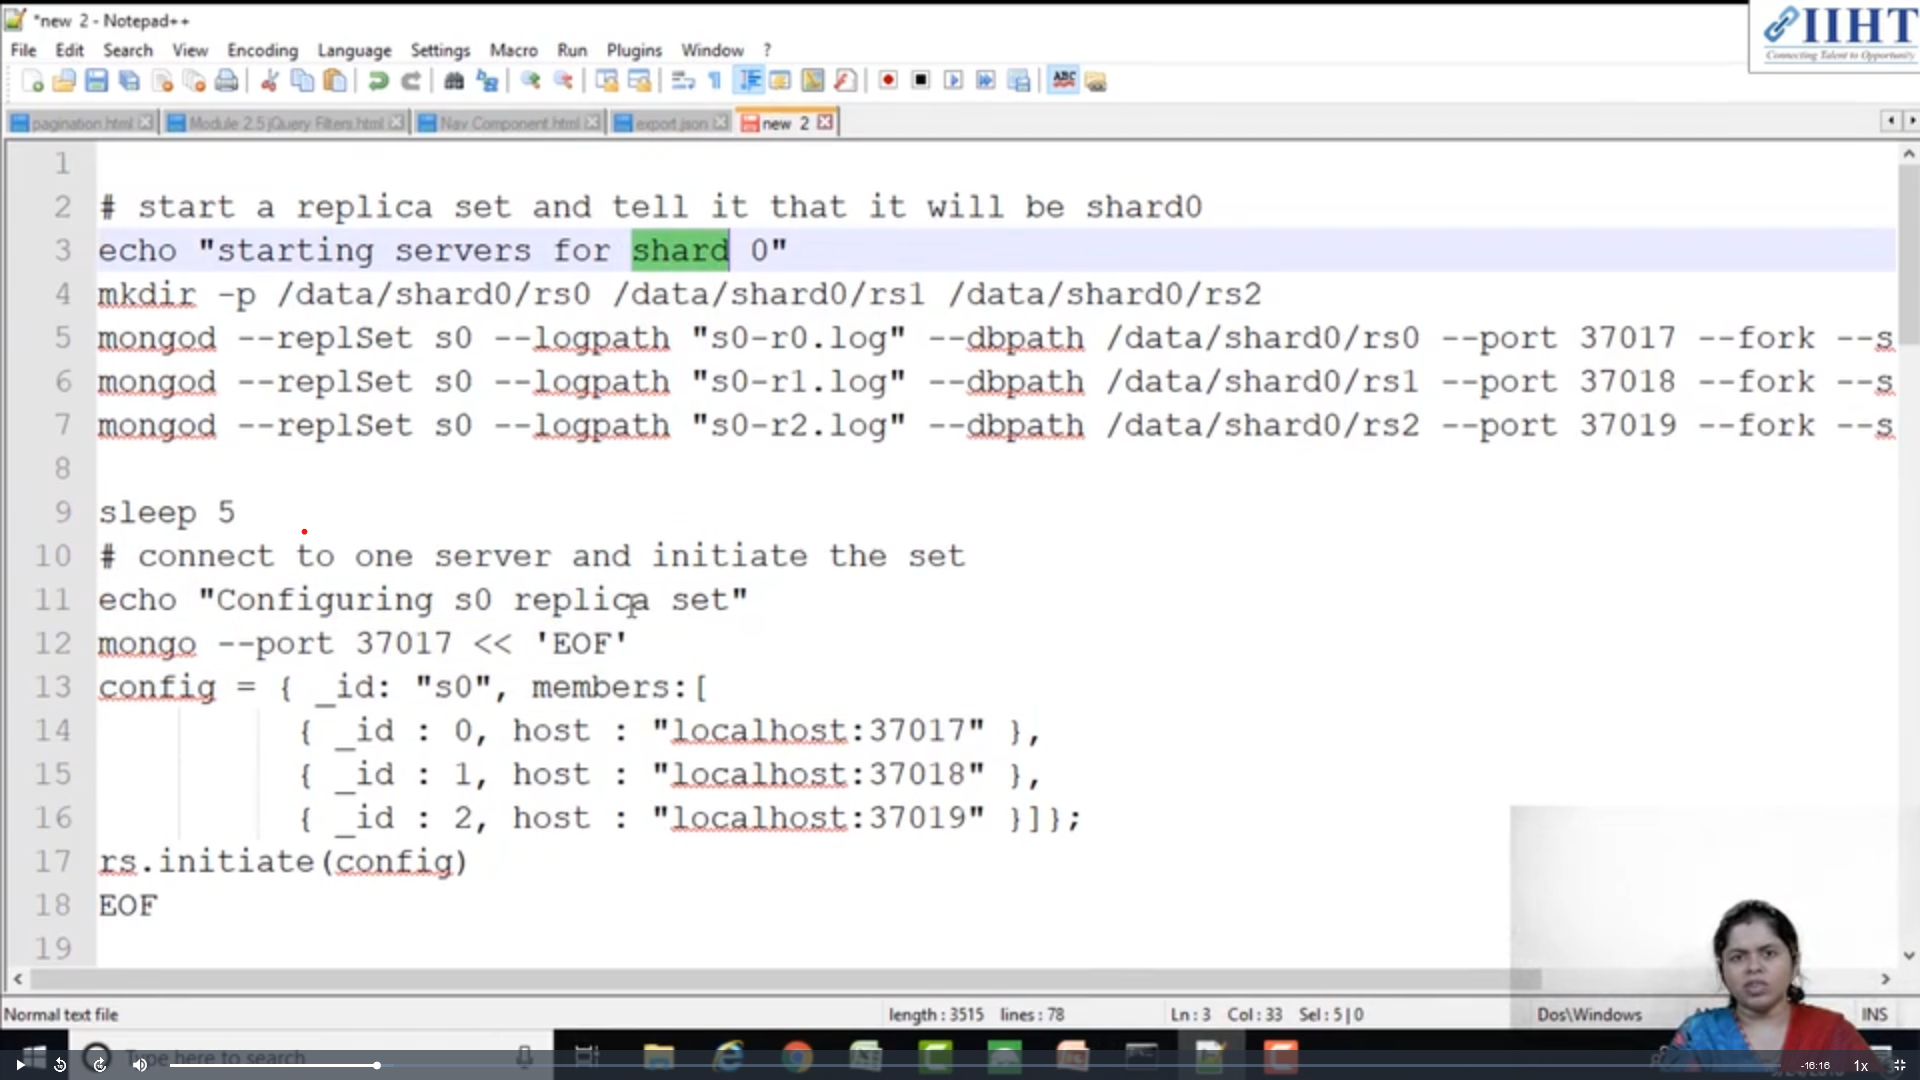 *new 2 - Notepad++
IIHT
Connecting Talent to Opportunity
File Edit Search View Encoding Language Settings Macro Run Plugins Window ?
ABC
pagination.html Module 2.5 jQuery Filters.html Nav Component.html export.json new 2
1
2 # start a replica set and tell it that it will be shard0
3 echo "starting servers for shard 0"
4 mkdir -p /data/shard0/rs0 /data/shard0/rs1 /data/shard0/rs2
5 mongod --replSet s0 --logpath "s0-r0.log" --dbpath /data/shard0/rs0 --port 37017 --fork --s
6 mongod --replSet s0 --logpath "s0-r1.log" --dbpath /data/shard0/rs1 --port 37018 --fork --s
7 mongod --replSet s0 --logpath "s0-r2.log" --dbpath /data/shard0/rs2 --port 37019 --fork --s
8
9 sleep 5
10 # connect to one server and initiate the set
11 echo "Configuring s0 replica set"
12 mongo --port 37017 << 'EOF'
13 config = { _id: "s0", members:[
14 { _id : 0, host : "localhost:37017" },
15 { _id : 1, host : "localhost:37018" },
16 { _id : 2, host : "localhost:37019" }]};
17 rs.initiate(config)
18 EOF
19
Normal text file length : 3515 lines : 78 Ln : 3 Col : 33 Sel : 5 | 0 Dos\Windows INS
Type here to search
-16:16 1x